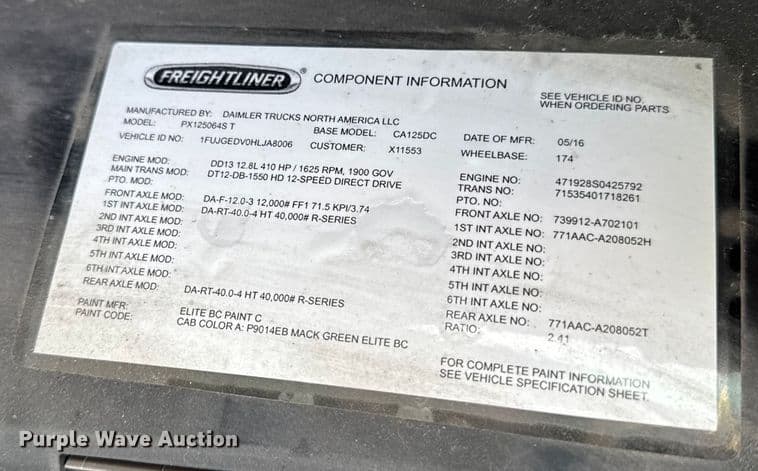 FREIGHTLINER ® COMPONENT INFORMATION
SEE VEHICLE ID NO.
WHEN ORDERING PARTS
MANUFACTURED BY: DAIMLER TRUCKS NORTH AMERICA LLC
MODEL: PX125064S T BASE MODEL: CA125DC DATE OF MFR: 05/16
VEHICLE ID NO: 1FUJGEDV0HLJA8006 CUSTOMER: X11553 WHEELBASE: 174
ENGINE MOD: DD13 12.8L 410 HP / 1625 RPM, 1900 GOV ENGINE NO: 471928S0425792
MAIN TRANS MOD: DT12-DB-1550 HD 12-SPEED DIRECT DRIVE TRANS NO: 71535401718261
PTO. MOD: PTO. NO:
FRONT AXLE MOD: DA-F-12.0-3 12,000# FF1 71.5 KPI/3.74 FRONT AXLE NO: 739912-A702101
1ST INT AXLE MOD: DA-RT-40.0-4 HT 40,000# R-SERIES 1ST INT AXLE NO: 771AAC-A208052H
2ND INT AXLE MOD: 2ND INT AXLE NO:
3RD INT AXLE MOD: 3RD INT AXLE NO:
4TH INT AXLE MOD: 4TH INT AXLE NO:
5TH INT AXLE MOD: 5TH INT AXLE NO:
6TH INT AXLE MOD: 6TH INT AXLE NO:
REAR AXLE MOD: DA-RT-40.0-4 HT 40,000# R-SERIES REAR AXLE NO: 771AAC-A208052T
RATIO: 2.41
PAINT MFR: ELITE BC PAINT C
PAINT CODE: CAB COLOR A: P9014EB MACK GREEN ELITE BC
FOR COMPLETE PAINT INFORMATION
SEE VEHICLE SPECIFICATION SHEET.
Purple Wave Auction